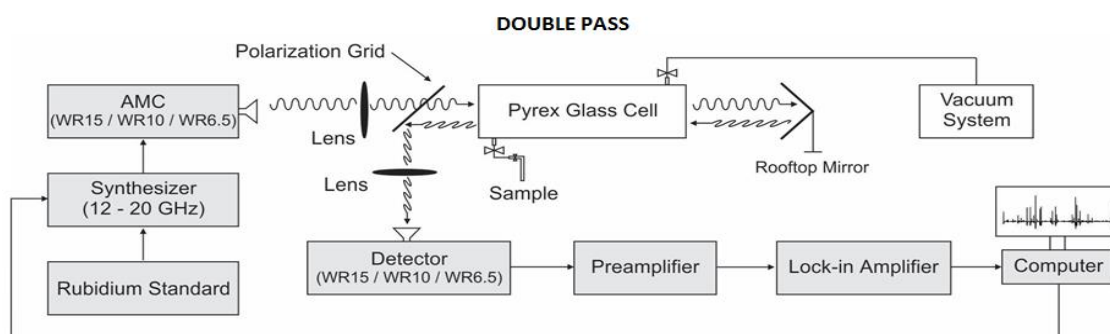 DOUBLE PASS
Polarization Grid
AMC
(WR15 / WR10 / WR6.5)
Lens
Pyrex Glass Cell
Vacuum
System
Rooftop Mirror
Lens
Sample
Synthesizer
(12 - 20 GHz)
Detector
(WR15 / WR10 / WR6.5)
Preamplifier
Lock-in Amplifier
Computer
Rubidium Standard